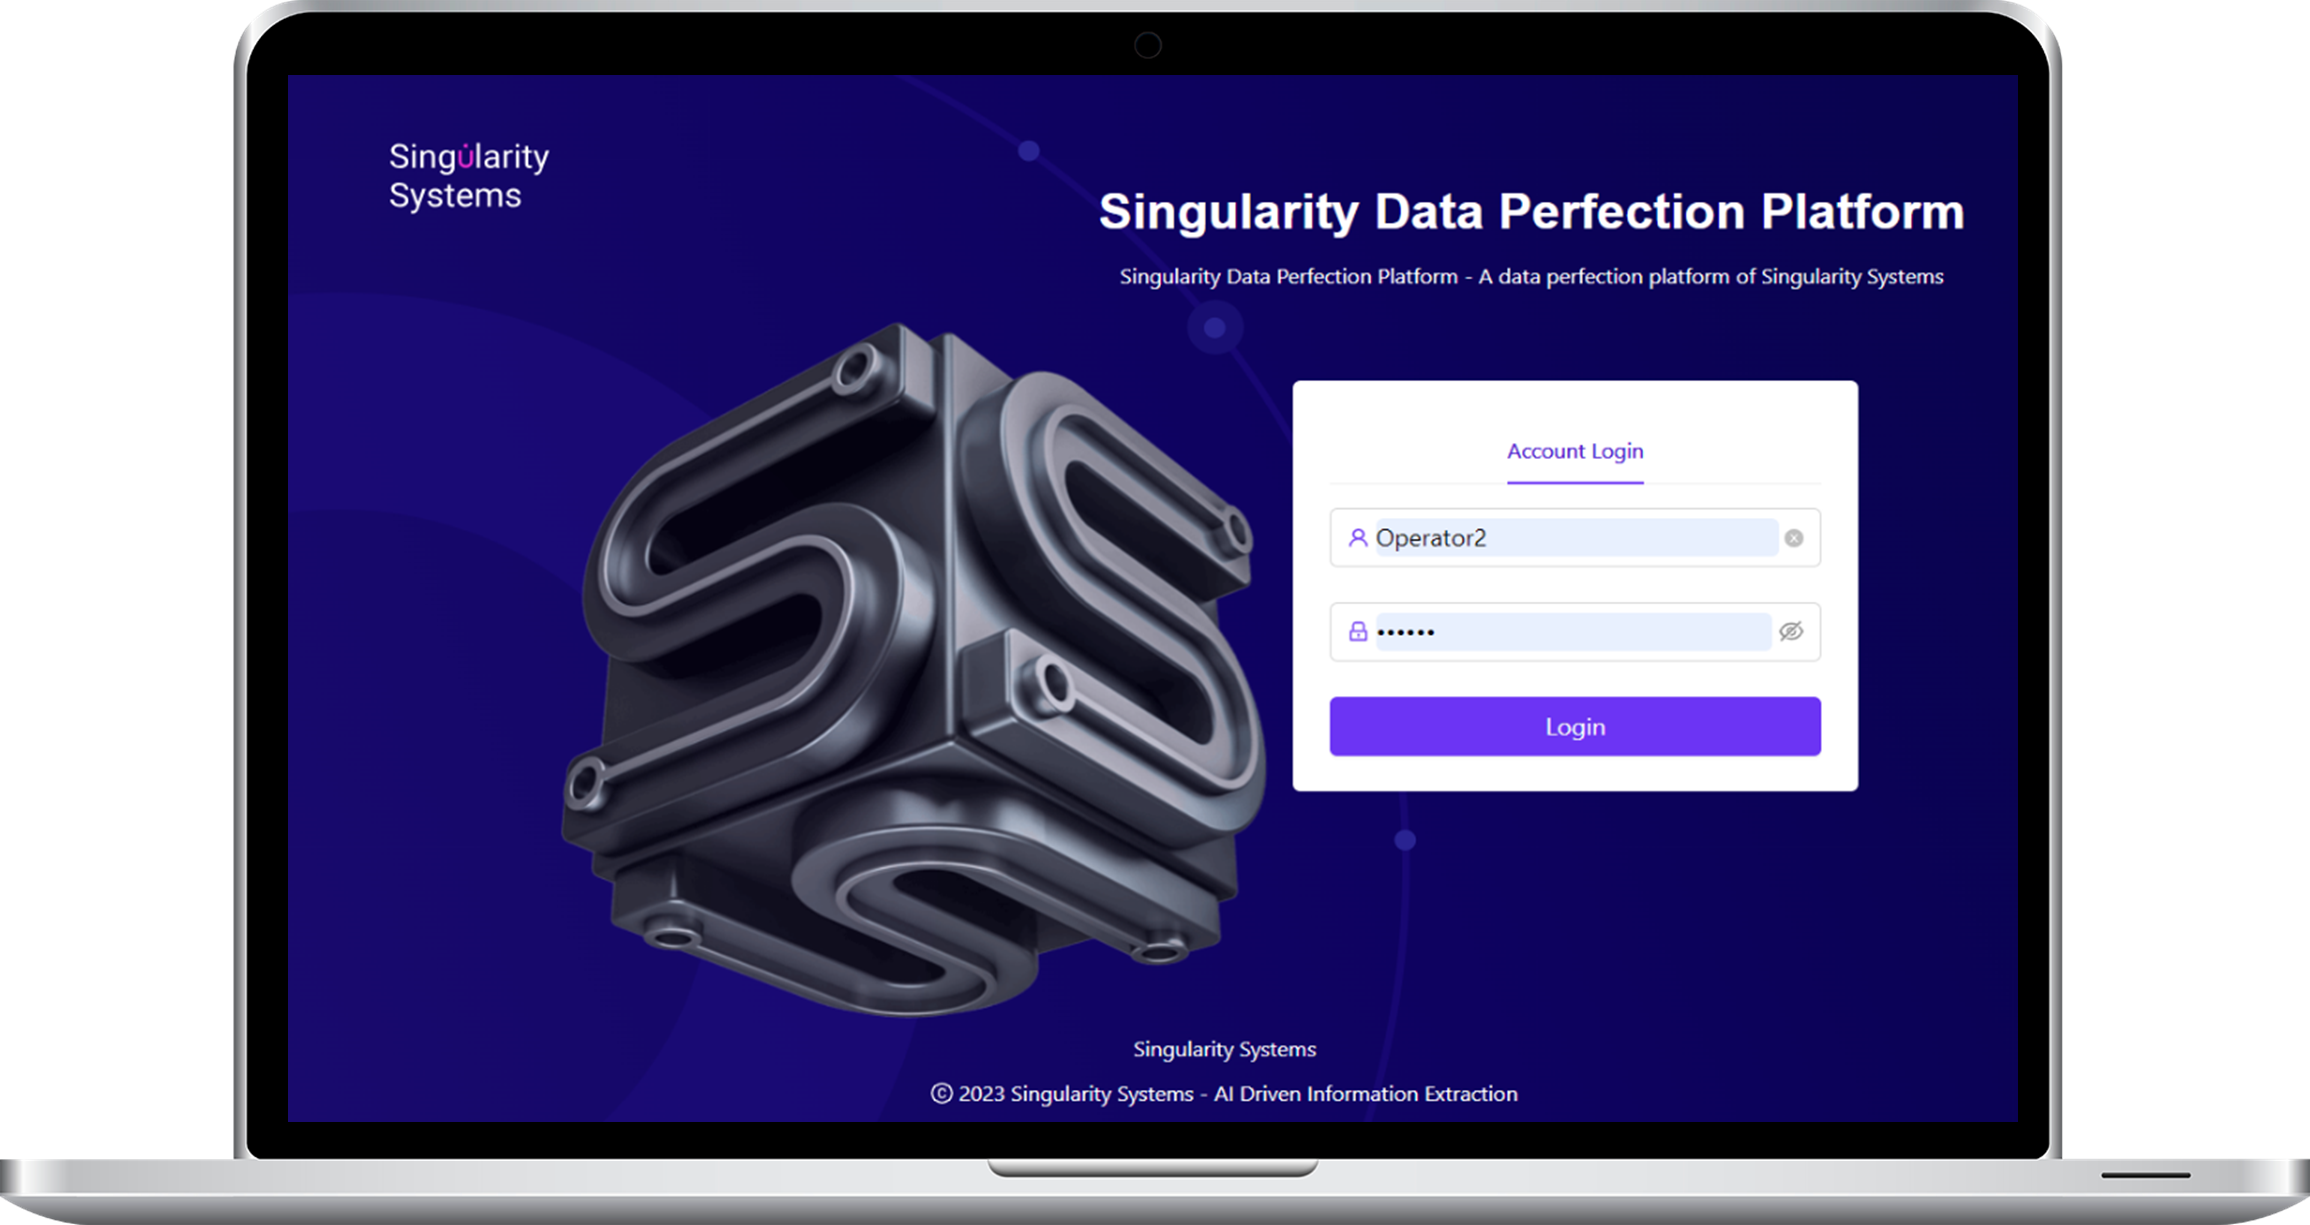 Singularity
Systems
Singularity Data Perfection Platform
Singularity Data Perfection Platform - A data perfection platform of Singularity Systems
Account Login
Operator2
••••••
Login
Singularity Systems
© 2023 Singularity Systems - AI Driven Information Extraction